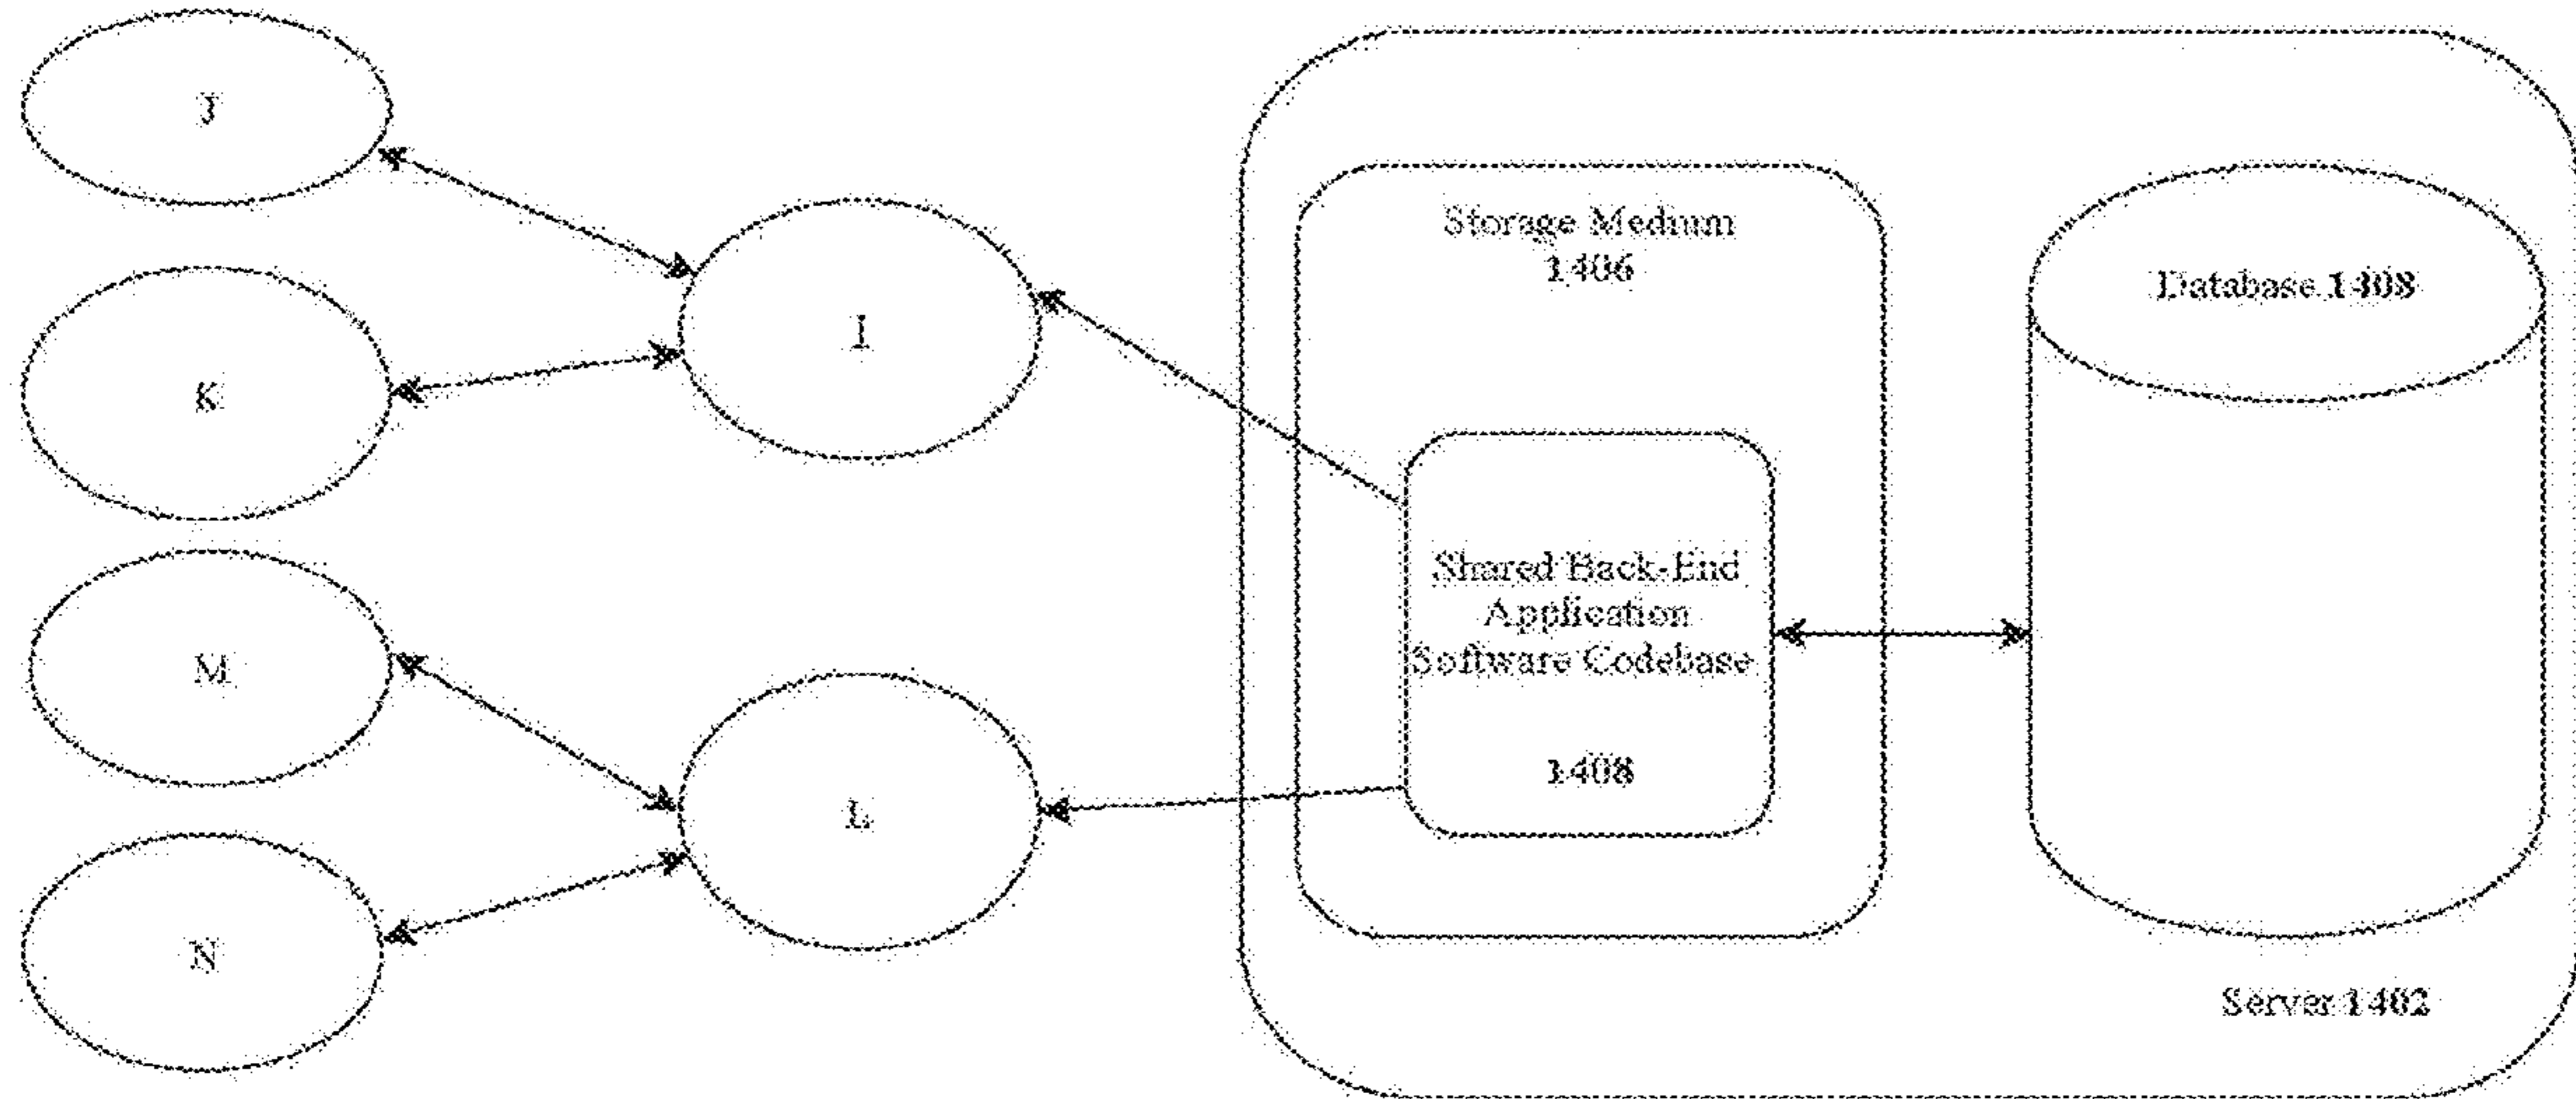 J
K
M
N
I
L
Storage Medium
1406
Shared Back-End
Application
Software Codebase
1408
Database 1408
Server 1402